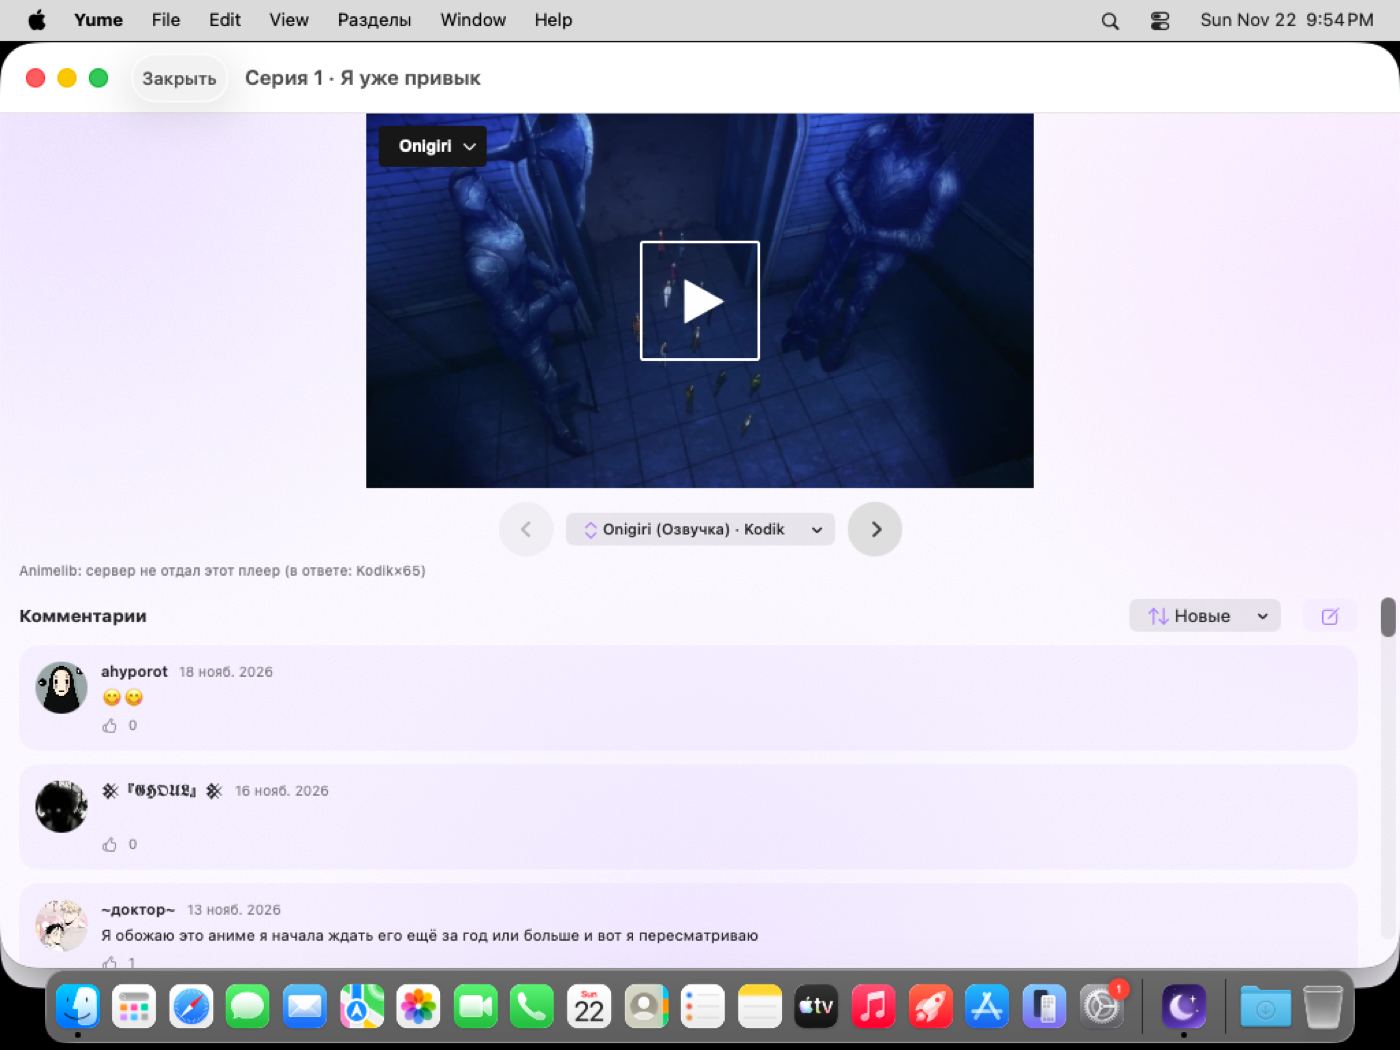 Yume File Edit View Разделы Window Help Sun Nov 22 9:54 PM
Закрыть Серия 1 · Я уже привык
Onigiri
Onigiri (Озвучка) · Kodik
Animelib: сервер не отдал этот плеер (в ответе: Kodik×65)
Комментарии Новые
ahyporot 18 нояб. 2026
😋😋
0
『𝕲𝕳𝕺𝖀𝕷』 16 нояб. 2026
0
~доктор~ 13 нояб. 2026
Я обожаю это аниме я начала ждать его ещё за год или больше и вот я пересматриваю
1
Sun
22
tv
1